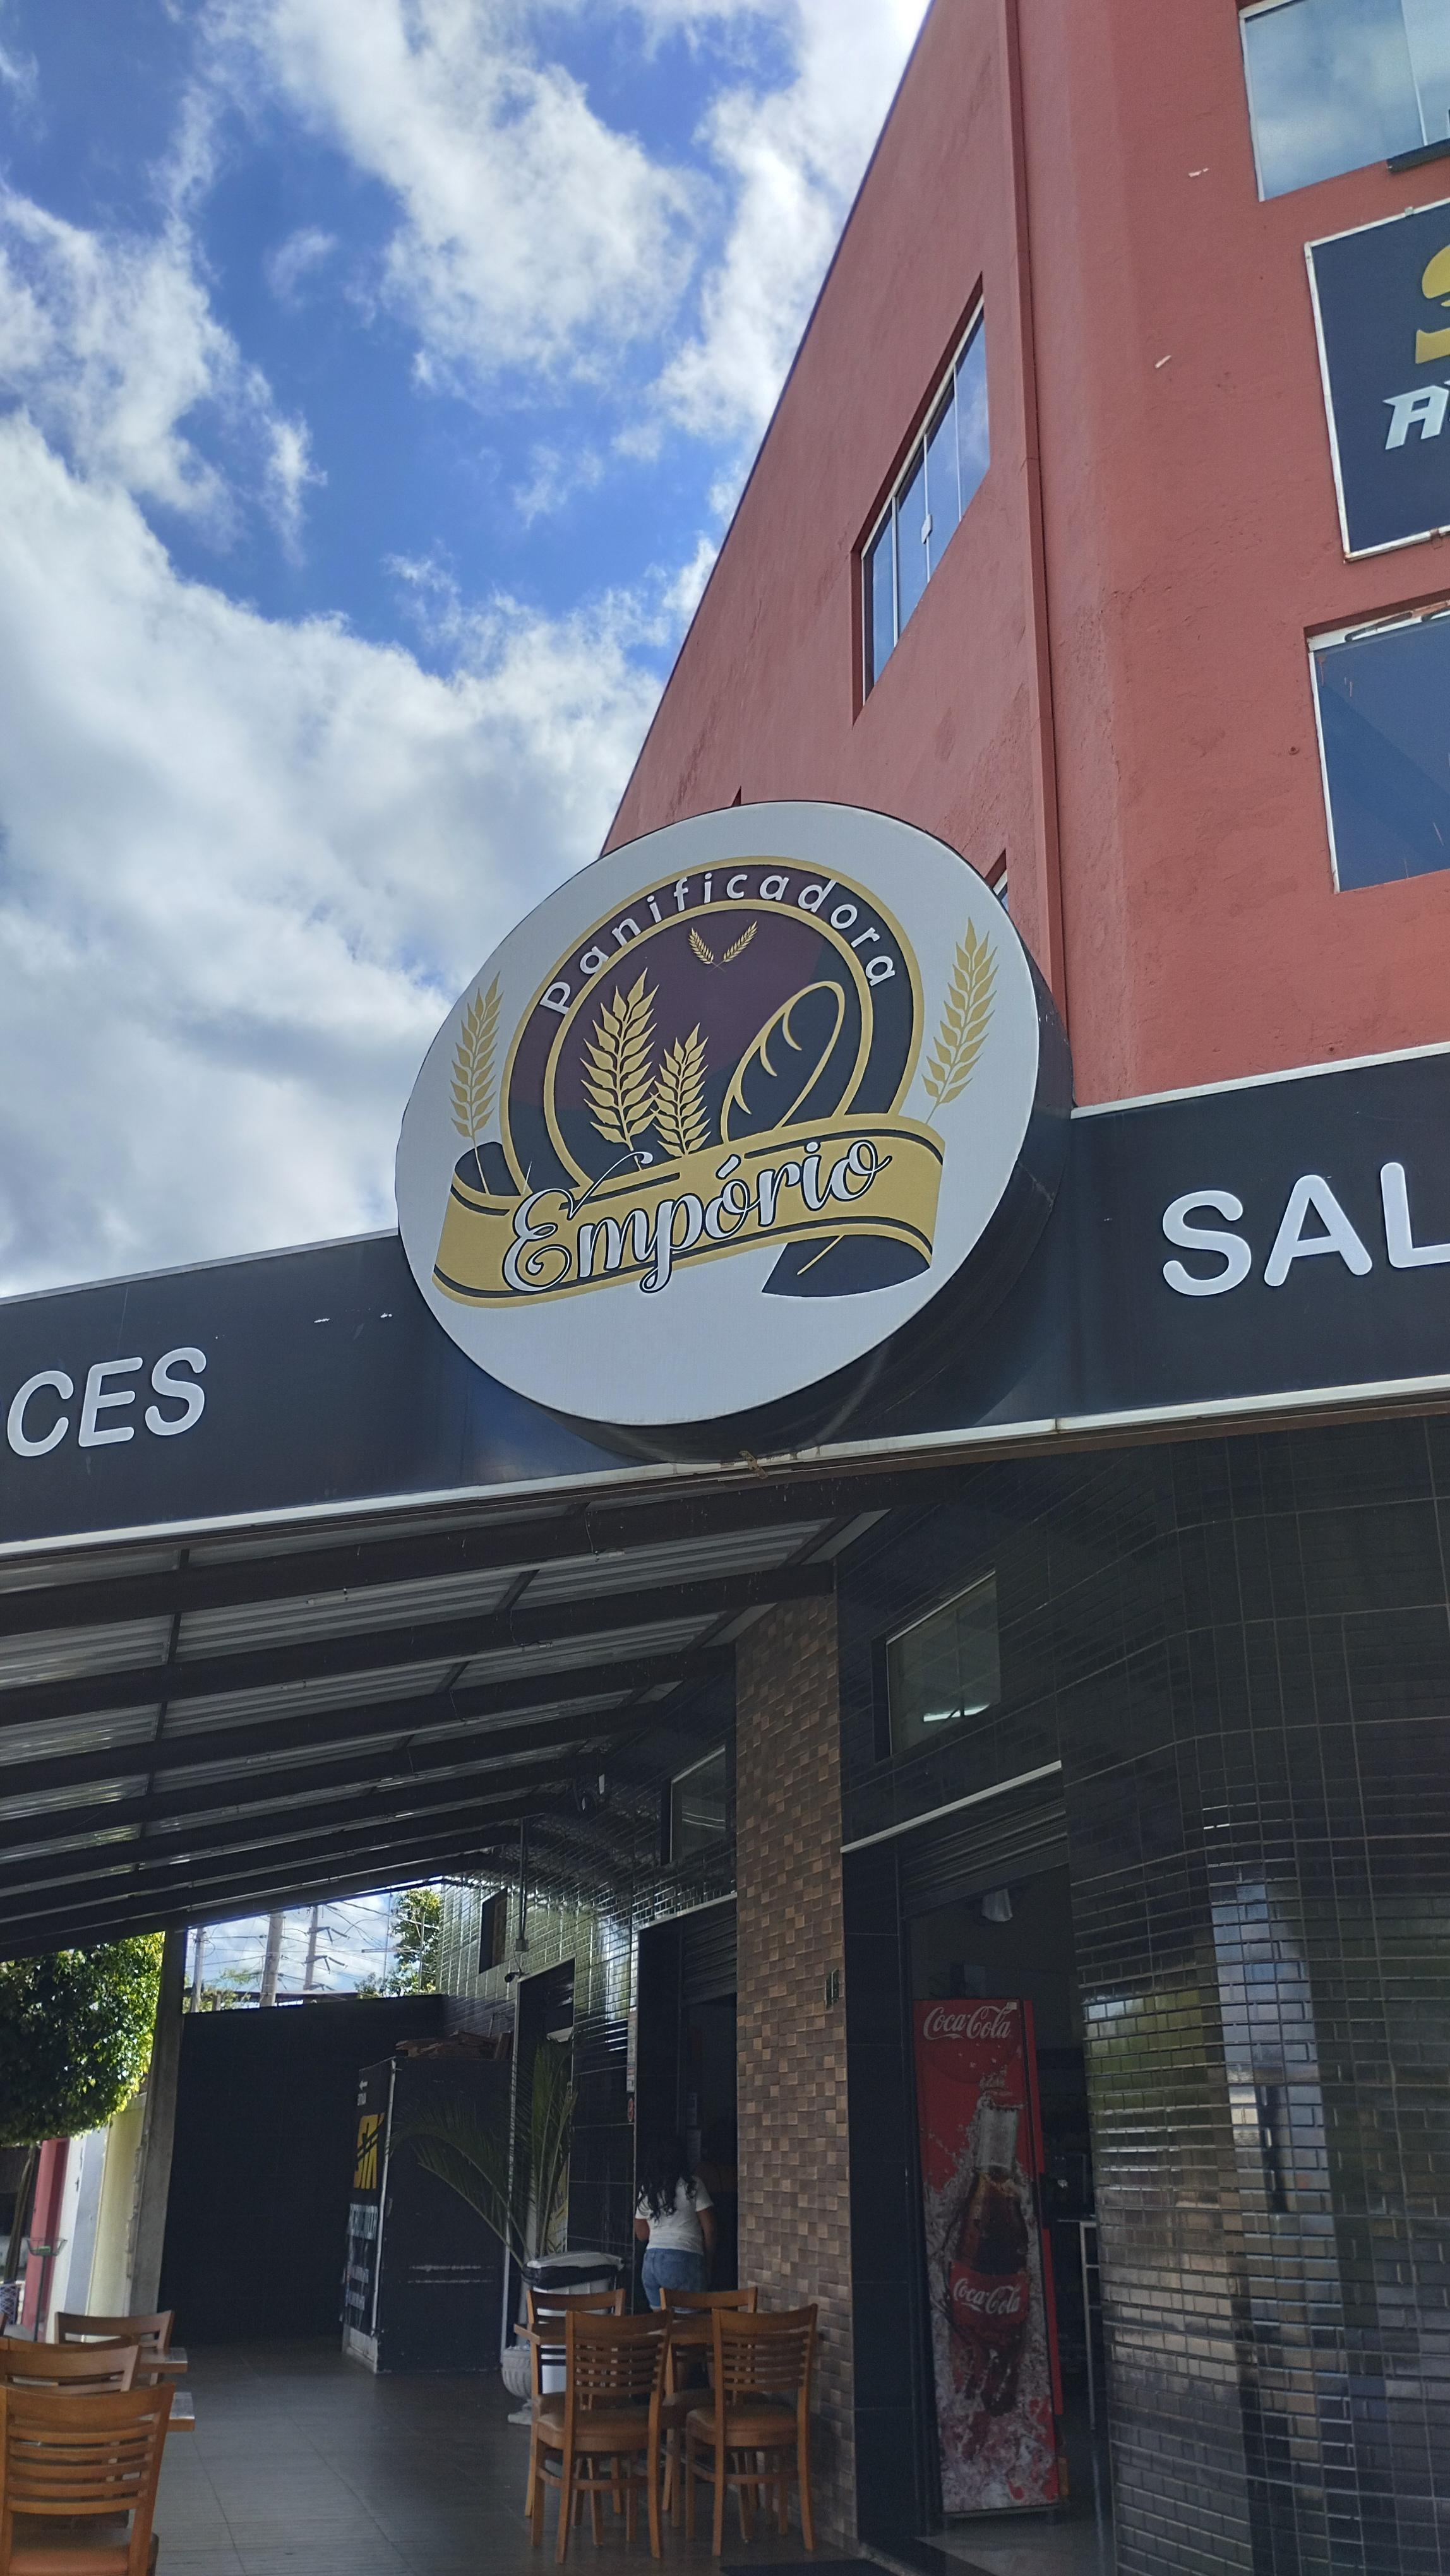 Panificadora
Empório
CES
SAL
Coca-Cola
Coca-Cola